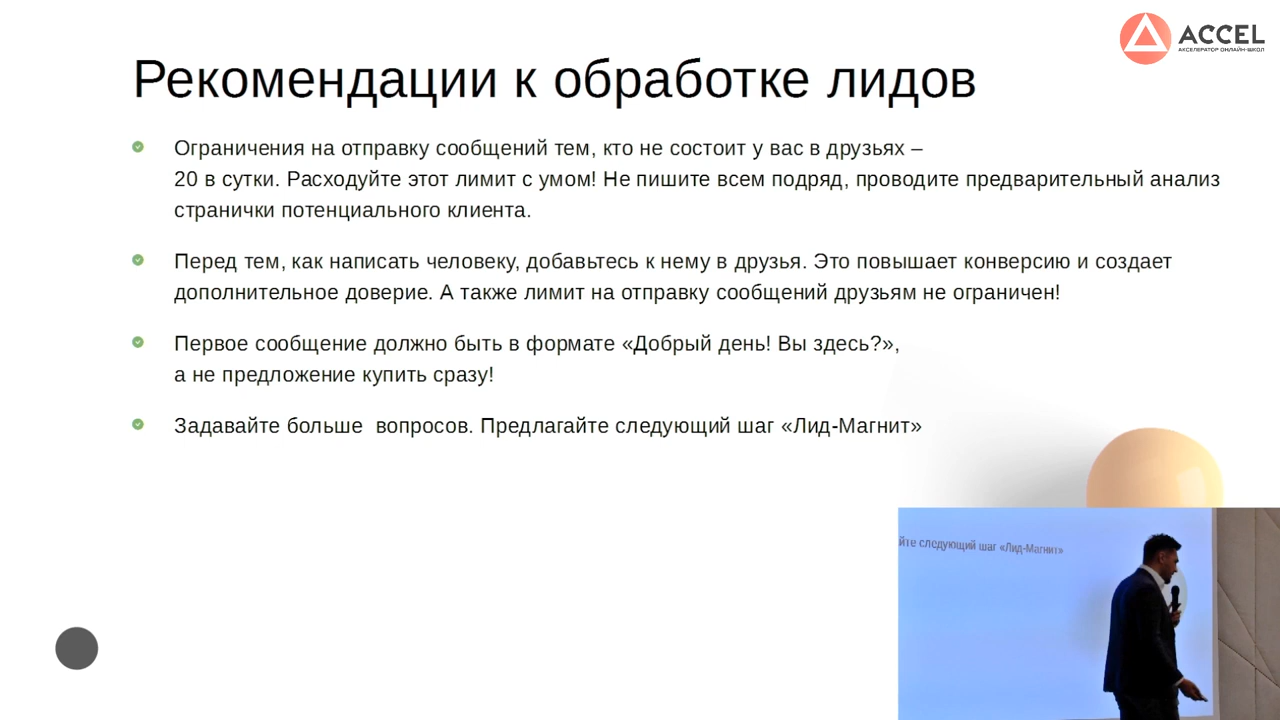 ACCEL
АКСЕЛЕРАТОР ОНЛАЙН-ШКОЛ
Рекомендации к обработке лидов
Ограничения на отправку сообщений тем, кто не состоит у вас в друзьях –
20 в сутки. Расходуйте этот лимит с умом! Не пишите всем подряд, проводите предварительный анализ
странички потенциального клиента.
Перед тем, как написать человеку, добавьтесь к нему в друзья. Это повышает конверсию и создает
дополнительное доверие. А также лимит на отправку сообщений друзьям не ограничен!
Первое сообщение должно быть в формате «Добрый день! Вы здесь?»,
а не предложение купить сразу!
Задавайте больше  вопросов. Предлагайте следующий шаг «Лид-Магнит»
йте следующий шаг «Лид-Магнит»